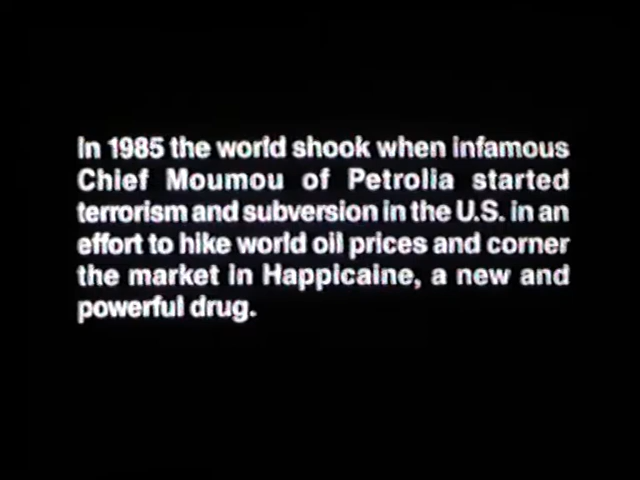 In 1985 the world shook when infamous
Chief Moumou of Petrolia started
terrorism and subversion in the U.S. in an
effort to hike world oil prices and corner
the market in Happicaine, a new and
powerful drug.